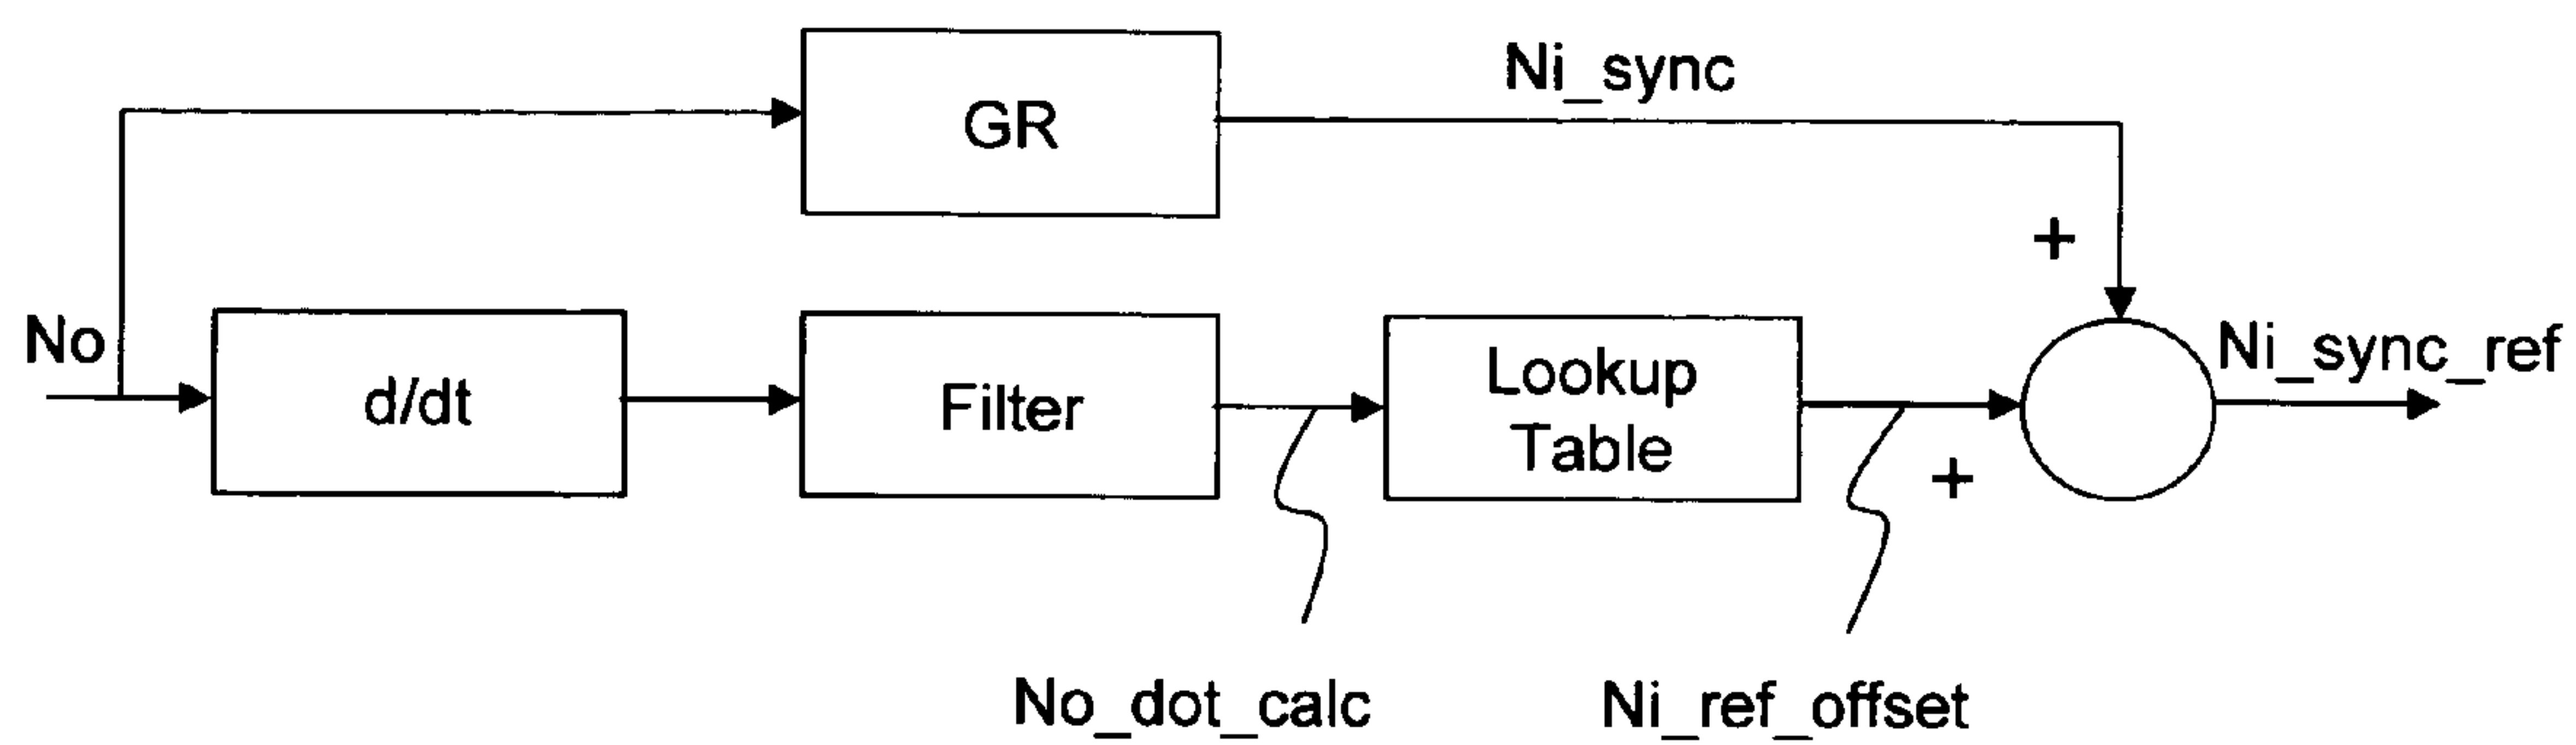 GR
Ni_sync
+
No
d/dt
Filter
Lookup
Table
+
Ni_sync_ref
No_dot_calc
Ni_ref_offset